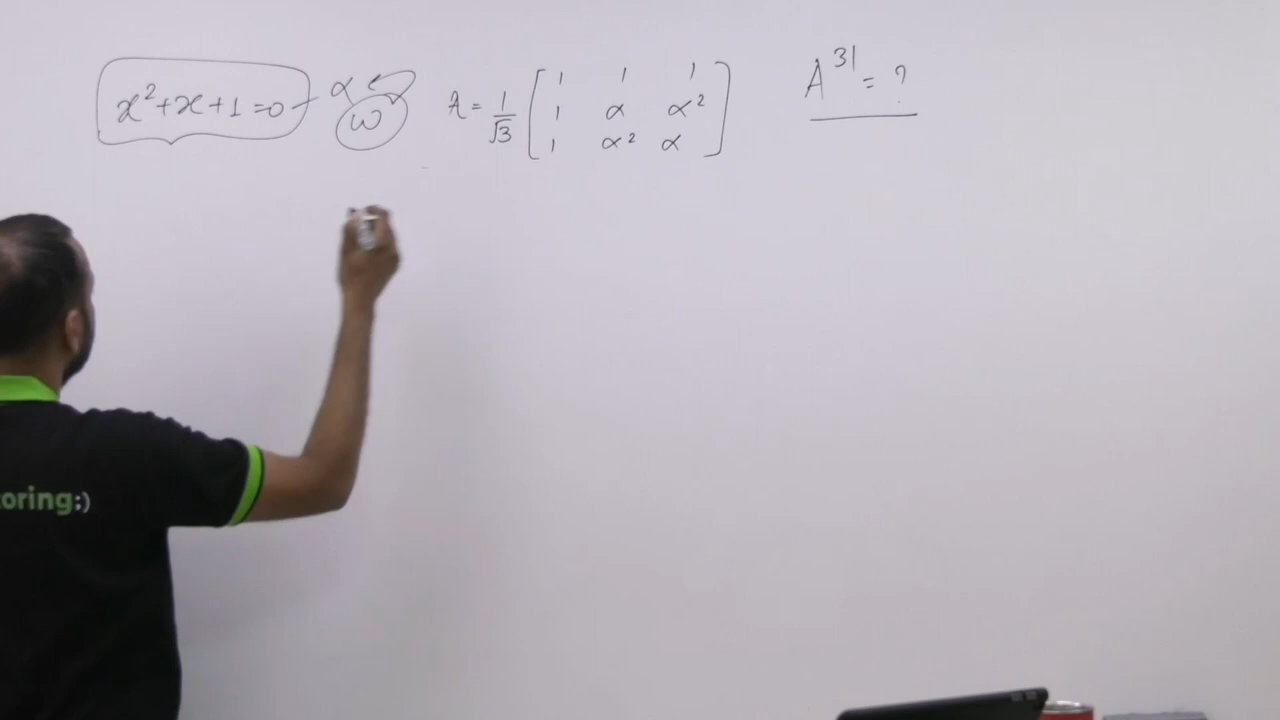 x²+x+1=0 α
ω
A = 1/√3 [ 1 1 1
1 α α²
1 α² α ]
A³¹ = ?
oring:)